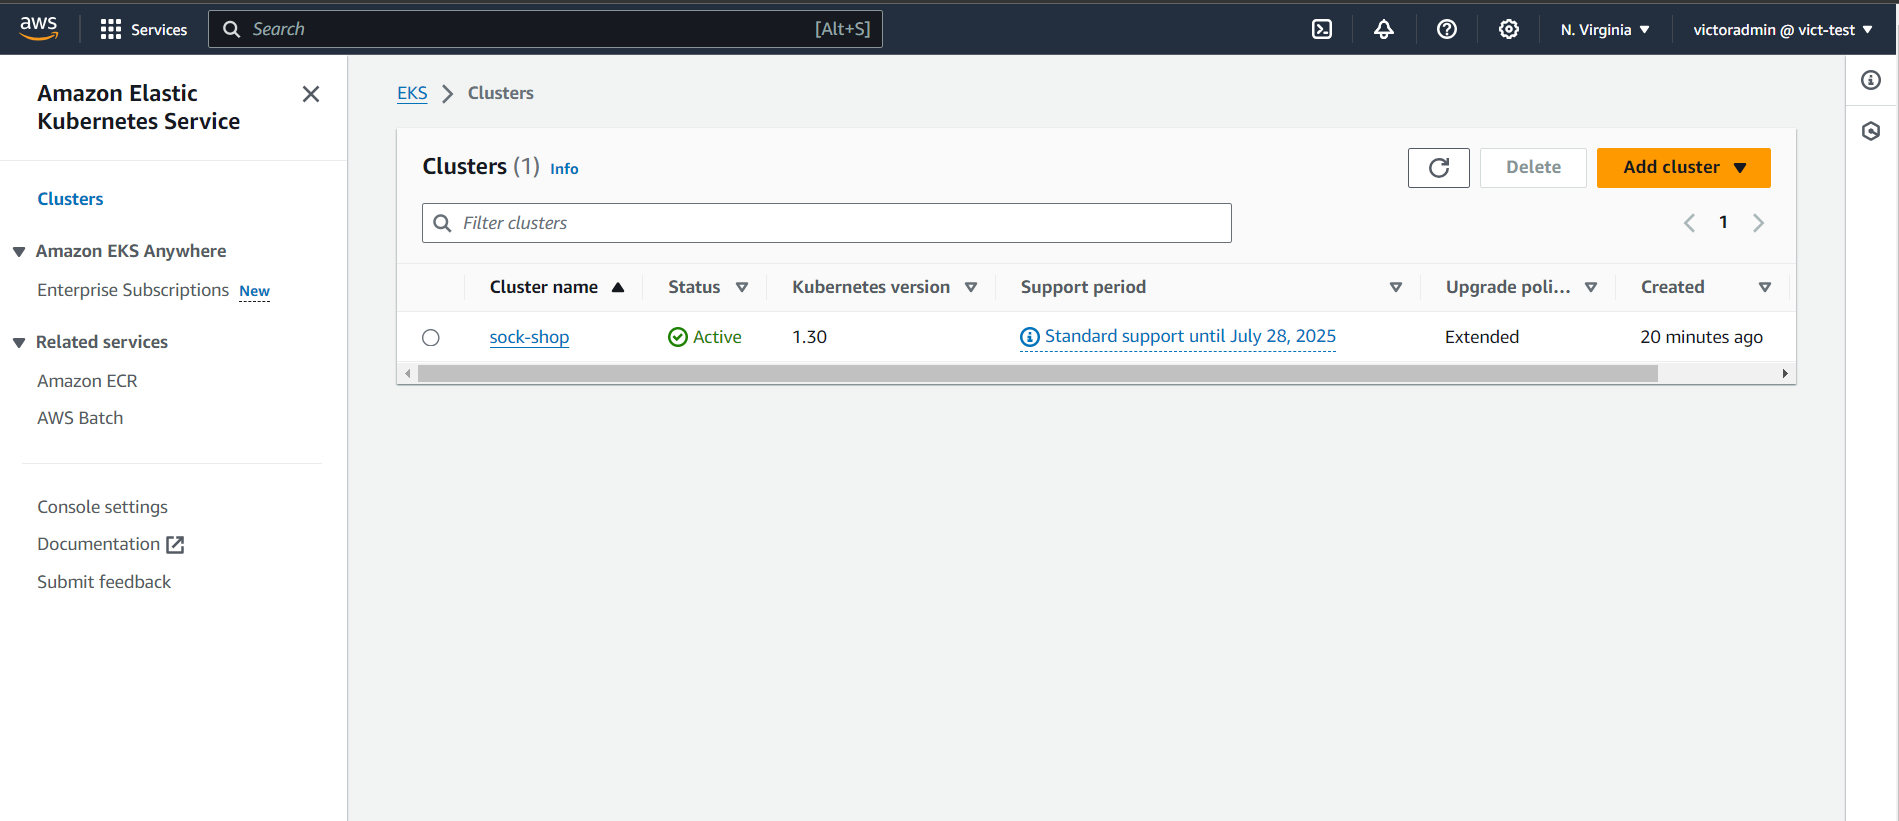 aws
Services
Search [Alt+S]
N. Virginia
victoradmin @ vict-test
Amazon Elastic
Kubernetes Service
Clusters
Amazon EKS Anywhere
Enterprise Subscriptions New
Related services
Amazon ECR
AWS Batch
Console settings
Documentation
Submit feedback
EKS Clusters
Clusters (1) Info
Delete
Add cluster
Filter clusters
1
Cluster name Status Kubernetes version Support period Upgrade poli... Created
sock-shop Active 1.30 Standard support until July 28, 2025 Extended 20 minutes ago